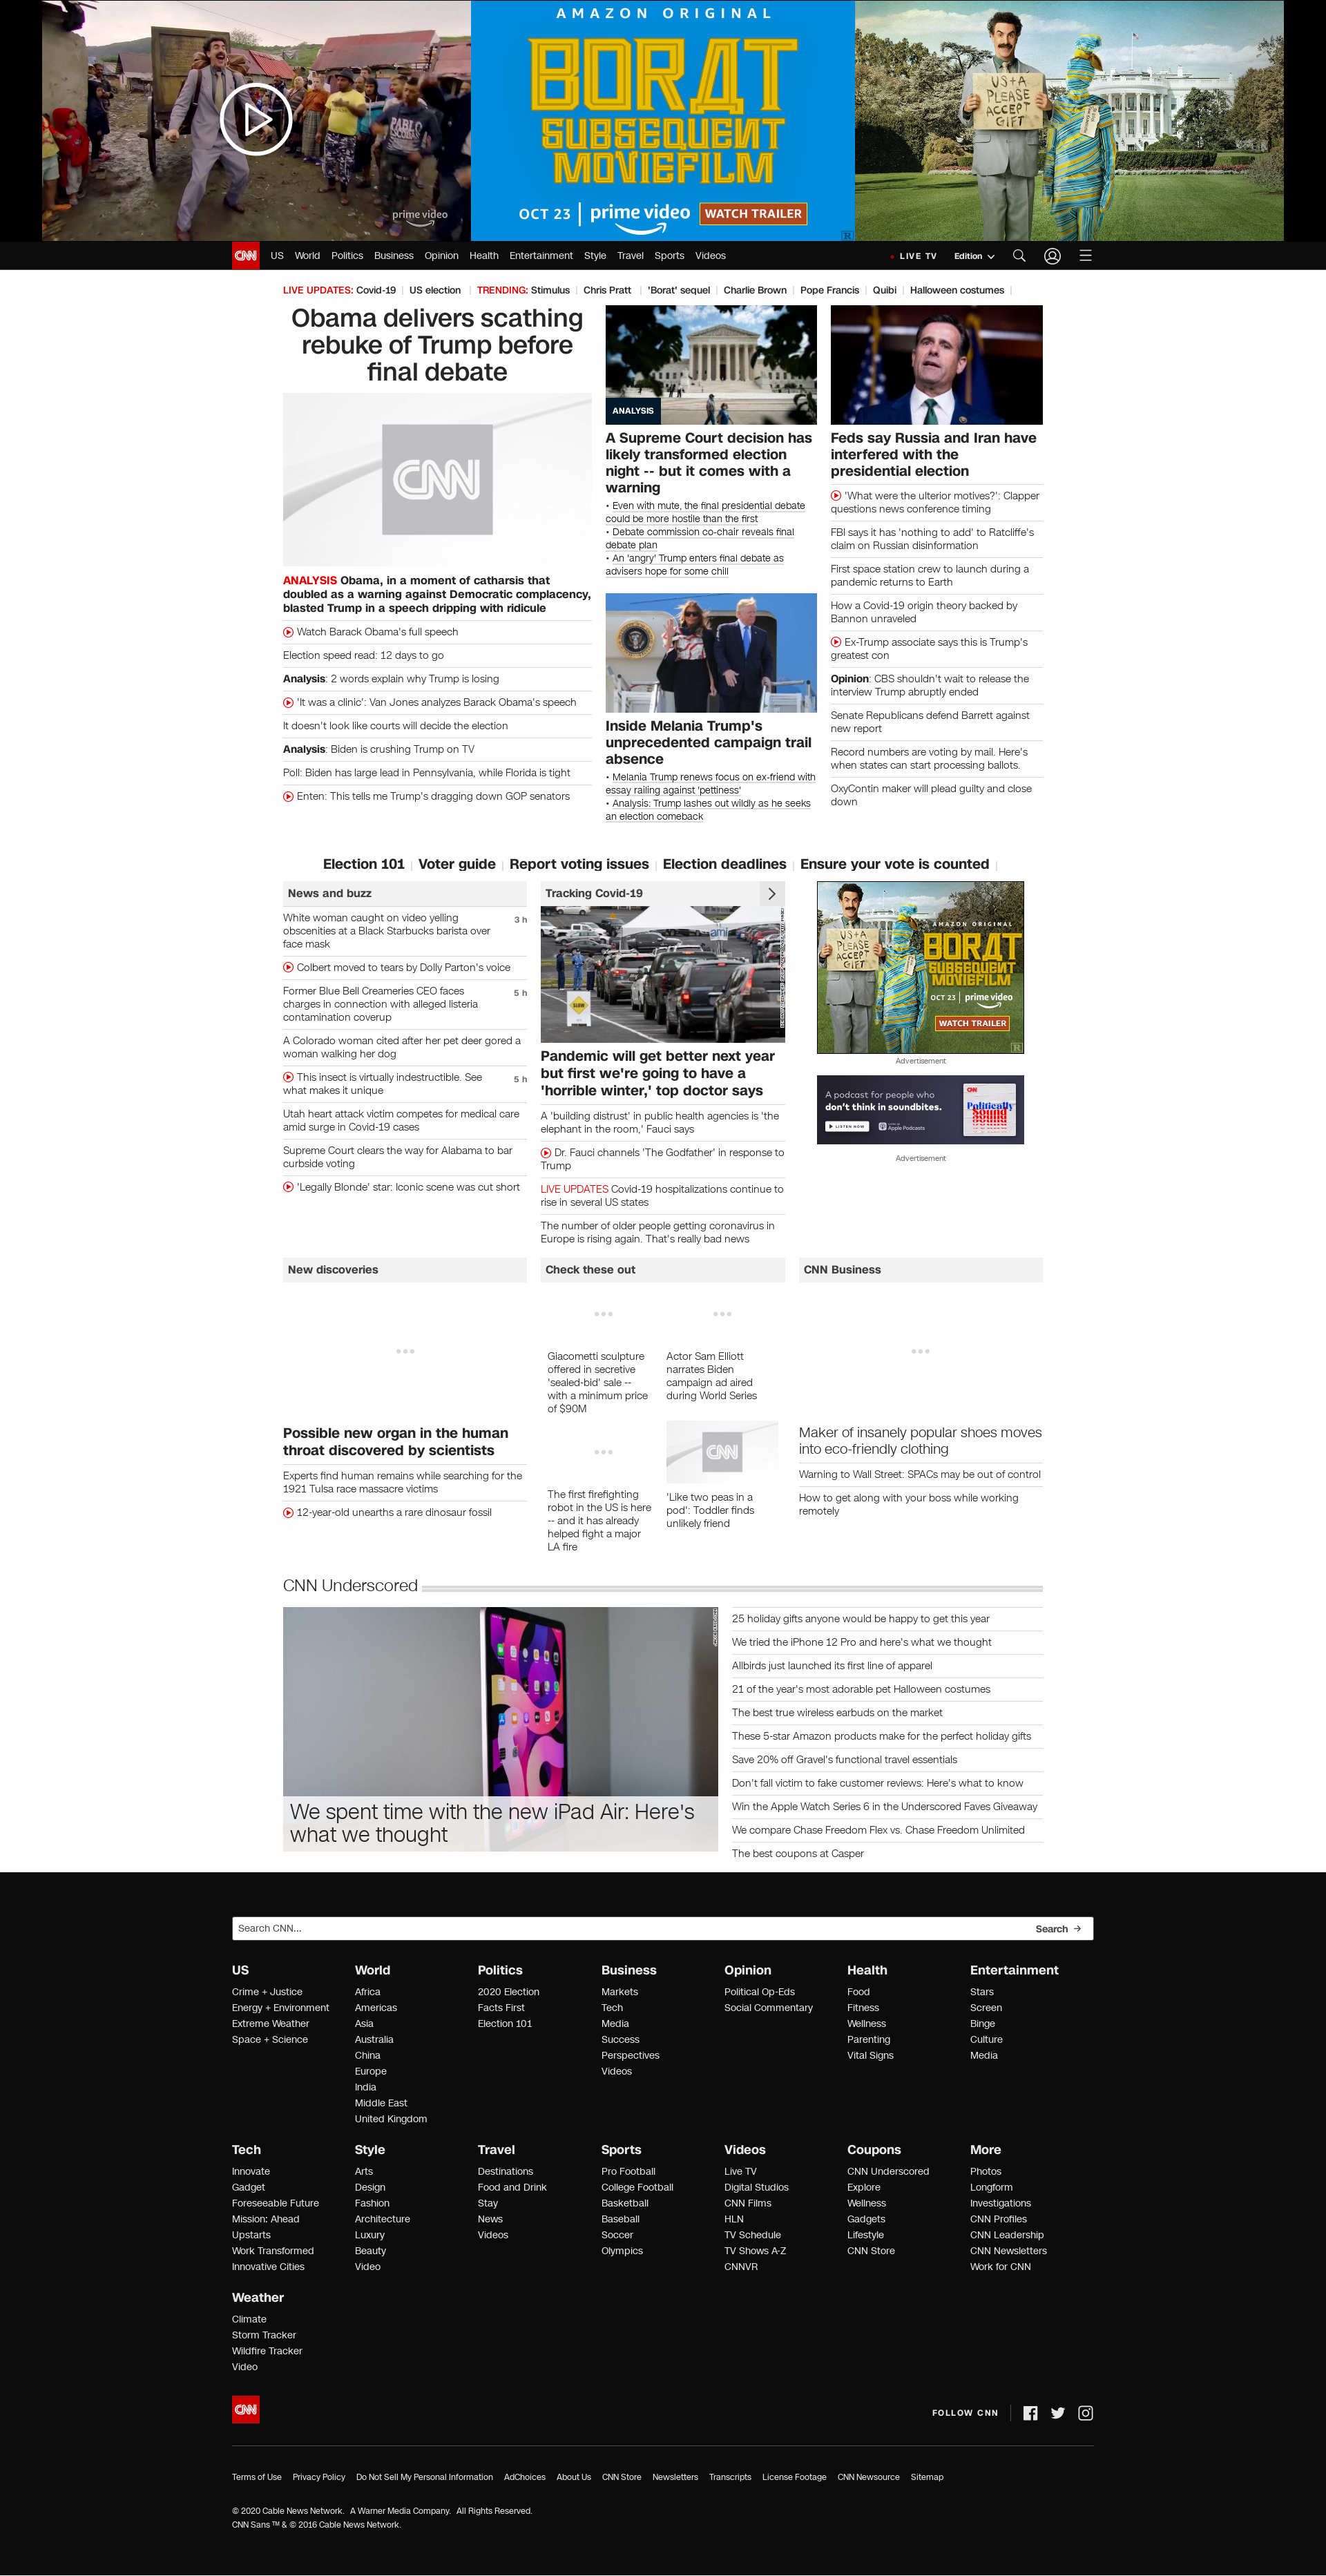 AMAZON ORIGINAL
BORAT
SUBSEQUENT
MOVIEFILM
OCT 23 | prime video WATCH TRAILER
prime video
US+A
PLEASE
ACCEPT
GIFT
R
CNN US World Politics Business Opinion Health Entertainment Style Travel Sports Videos LIVE TV Edition
LIVE UPDATES: Covid-19 | US election | TRENDING: Stimulus | Chris Pratt | 'Borat' sequel | Charlie Brown | Pope Francis | Quibi | Halloween costumes |
Obama delivers scathing
rebuke of Trump before
final debate
CNN
ANALYSIS Obama, in a moment of catharsis that
doubled as a warning against Democratic complacency,
blasted Trump in a speech dripping with ridicule
Watch Barack Obama's full speech
Election speed read: 12 days to go
Analysis: 2 words explain why Trump is losing
'It was a clinic': Van Jones analyzes Barack Obama's speech
It doesn't look like courts will decide the election
Analysis: Biden is crushing Trump on TV
Poll: Biden has large lead in Pennsylvania, while Florida is tight
Enten: This tells me Trump's dragging down GOP senators
ANALYSIS
A Supreme Court decision has
likely transformed election
night -- but it comes with a
warning
• Even with mute, the final presidential debate
could be more hostile than the first
• Debate commission co-chair reveals final
debate plan
• An 'angry' Trump enters final debate as
advisers hope for some chill
Inside Melania Trump's
unprecedented campaign trail
absence
• Melania Trump renews focus on ex-friend with
essay railing against 'pettiness'
• Analysis: Trump lashes out wildly as he seeks
an election comeback
Feds say Russia and Iran have
interfered with the
presidential election
'What were the ulterior motives?': Clapper
questions news conference timing
FBI says it has 'nothing to add' to Ratcliffe's
claim on Russian disinformation
First space station crew to launch during a
pandemic returns to Earth
How a Covid-19 origin theory backed by
Bannon unraveled
Ex-Trump associate says this is Trump's
greatest con
Opinion: CBS shouldn't wait to release the
interview Trump abruptly ended
Senate Republicans defend Barrett against
new report
Record numbers are voting by mail. Here's
when states can start processing ballots.
OxyContin maker will plead guilty and close
down
Election 101 | Voter guide | Report voting issues | Election deadlines | Ensure your vote is counted |
News and buzz
White woman caught on video yelling
obscenities at a Black Starbucks barista over
face mask
3 h
Colbert moved to tears by Dolly Parton's voice
Former Blue Bell Creameries CEO faces
charges in connection with alleged listeria
contamination coverup
5 h
A Colorado woman cited after her pet deer gored a
woman walking her dog
This insect is virtually indestructible. See
what makes it unique
5 h
Utah heart attack victim competes for medical care
amid surge in Covid-19 cases
Supreme Court clears the way for Alabama to bar
curbside voting
'Legally Blonde' star: Iconic scene was cut short
Tracking Covid-19
SLOW
Pandemic will get better next year
but first we're going to have a
'horrible winter,' top doctor says
A 'building distrust' in public health agencies is 'the
elephant in the room,' Fauci says
Dr. Fauci channels 'The Godfather' in response to
Trump
LIVE UPDATES Covid-19 hospitalizations continue to
rise in several US states
The number of older people getting coronavirus in
Europe is rising again. That's really bad news
US+A
PLEASE
ACCEPT
GIFT
AMAZON ORIGINAL
BORAT
SUBSEQUENT
MOVIEFILM
OCT 23 | prime video
WATCH TRAILER
R
Advertisement
A podcast for people who
don't think in soundbites.
LISTEN NOW Apple Podcasts
CNN
Politically
Sound
Advertisement
New discoveries
Possible new organ in the human
throat discovered by scientists
Experts find human remains while searching for the
1921 Tulsa race massacre victims
12-year-old unearths a rare dinosaur fossil
Check these out
Giacometti sculpture
offered in secretive
'sealed-bid' sale --
with a minimum price
of $90M
Actor Sam Elliott
narrates Biden
campaign ad aired
during World Series
The first firefighting
robot in the US is here
-- and it has already
helped fight a major
LA fire
CNN
'Like two peas in a
pod': Toddler finds
unlikely friend
CNN Business
Maker of insanely popular shoes moves
into eco-friendly clothing
Warning to Wall Street: SPACs may be out of control
How to get along with your boss while working
remotely
CNN Underscored
We spent time with the new iPad Air: Here's
what we thought
25 holiday gifts anyone would be happy to get this year
We tried the iPhone 12 Pro and here's what we thought
Allbirds just launched its first line of apparel
21 of the year's most adorable pet Halloween costumes
The best true wireless earbuds on the market
These 5-star Amazon products make for the perfect holiday gifts
Save 20% off Gravel's functional travel essentials
Don't fall victim to fake customer reviews: Here's what to know
Win the Apple Watch Series 6 in the Underscored Faves Giveaway
We compare Chase Freedom Flex vs. Chase Freedom Unlimited
The best coupons at Casper
Search CNN... Search
US
Crime + Justice
Energy + Environment
Extreme Weather
Space + Science
World
Africa
Americas
Asia
Australia
China
Europe
India
Middle East
United Kingdom
Politics
2020 Election
Facts First
Election 101
Business
Markets
Tech
Media
Success
Perspectives
Videos
Opinion
Political Op-Eds
Social Commentary
Health
Food
Fitness
Wellness
Parenting
Vital Signs
Entertainment
Stars
Screen
Binge
Culture
Media
Tech
Innovate
Gadget
Foreseeable Future
Mission: Ahead
Upstarts
Work Transformed
Innovative Cities
Style
Arts
Design
Fashion
Architecture
Luxury
Beauty
Video
Travel
Destinations
Food and Drink
Stay
News
Videos
Sports
Pro Football
College Football
Basketball
Baseball
Soccer
Olympics
Videos
Live TV
Digital Studios
CNN Films
HLN
TV Schedule
TV Shows A-Z
CNNVR
Coupons
CNN Underscored
Explore
Wellness
Gadgets
Lifestyle
CNN Store
More
Photos
Longform
Investigations
CNN Profiles
CNN Leadership
CNN Newsletters
Work for CNN
Weather
Climate
Storm Tracker
Wildfire Tracker
Video
CNN
FOLLOW CNN
Terms of Use Privacy Policy Do Not Sell My Personal Information AdChoices About Us CNN Store Newsletters Transcripts License Footage CNN Newsource Sitemap
© 2020 Cable News Network. A Warner Media Company. All Rights Reserved.
CNN Sans ™ & © 2016 Cable News Network.